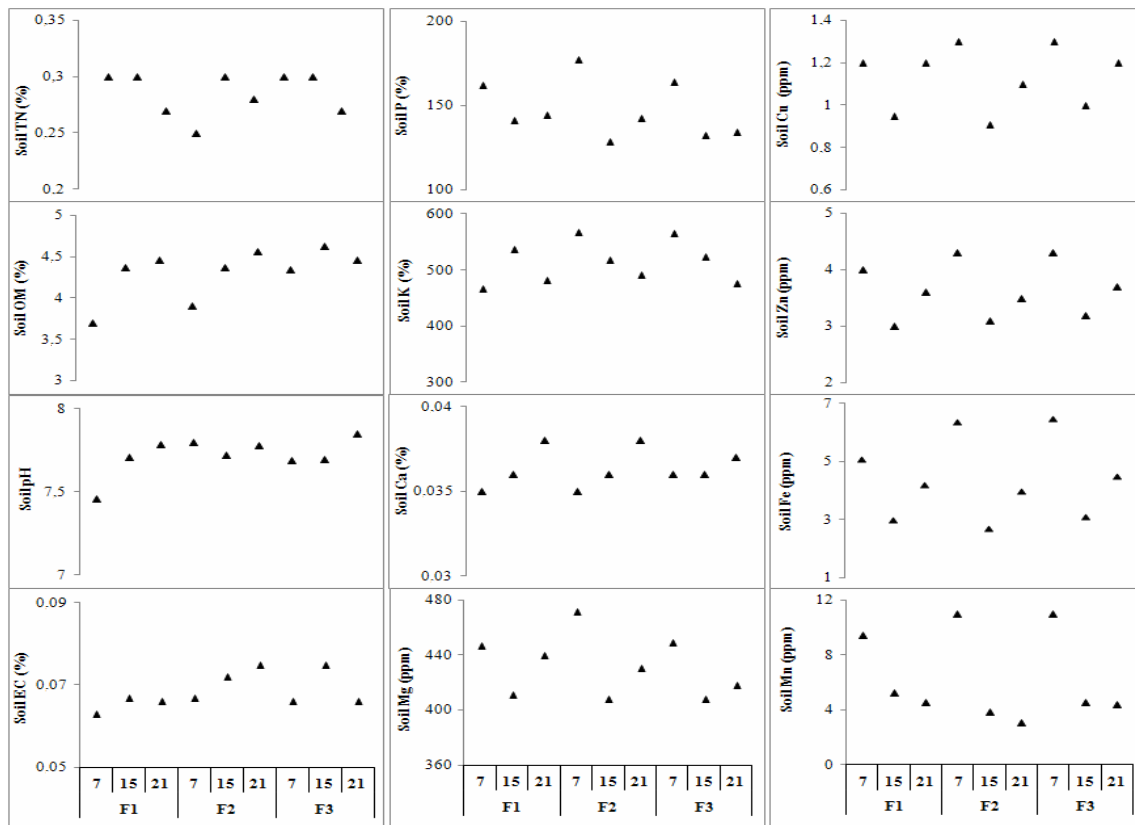 0,35
0,3
0,25
0,2
Soil TN (%)
200
150
100
Soil P (%)
1.4
1.2
1
0.8
0.6
Soil Cu (ppm)
5
4,5
4
3,5
3
Soil OM (%)
600
500
400
300
Soil K (%)
5
4
3
2
Soil Zn (ppm)
8
7.5
7
Soil pH
0.04
0.035
0.03
Soil Ca (%)
7
5
3
1
Soil Fe (ppm)
0.09
0.07
0.05
Soil EC (%)
480
440
400
360
Soil Mg (ppm)
12
8
4
0
Soil Mn (ppm)
7 15 21 7 15 21 7 15 21
F1 F2 F3
7 15 21 7 15 21 7 15 21
F1 F2 F3
7 15 21 7 15 21 7 15 21
F1 F2 F3